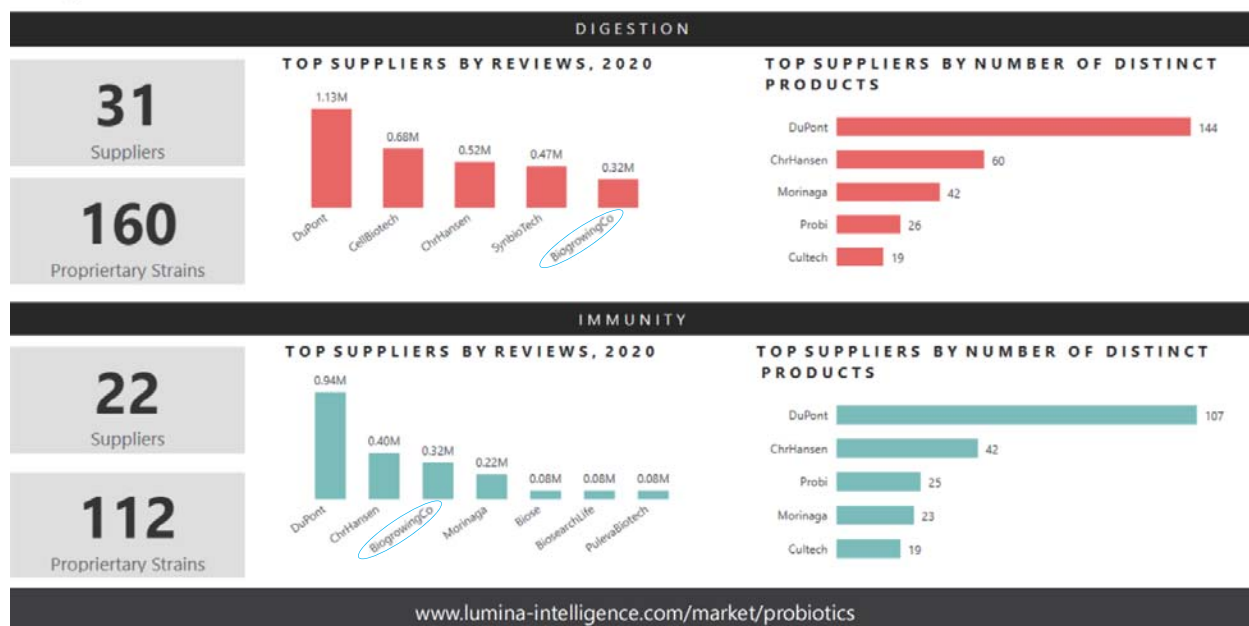 DIGESTION
31
Suppliers
160
Propriertary Strains
TOP SUPPLIERS BY REVIEWS, 2020
1.13M
0.68M
0.52M
0.47M
0.32M
DuPont
CellBiotech
ChrHansen
SynbioTech
BiogrowingCo
TOP SUPPLIERS BY NUMBER OF DISTINCT
PRODUCTS
DuPont 144
ChrHansen 60
Morinaga 42
Probi 26
Cultech 19
IMMUNITY
22
Suppliers
112
Propriertary Strains
TOP SUPPLIERS BY REVIEWS, 2020
0.94M
0.40M
0.32M
0.22M
0.08M
0.08M
0.08M
DuPont
ChrHansen
BiogrowingCo
Morinaga
Biose
BiosearchLife
PulevaBiotech
TOP SUPPLIERS BY NUMBER OF DISTINCT
PRODUCTS
DuPont 107
ChrHansen 42
Probi 25
Morinaga 23
Cultech 19
www.lumina-intelligence.com/market/probiotics